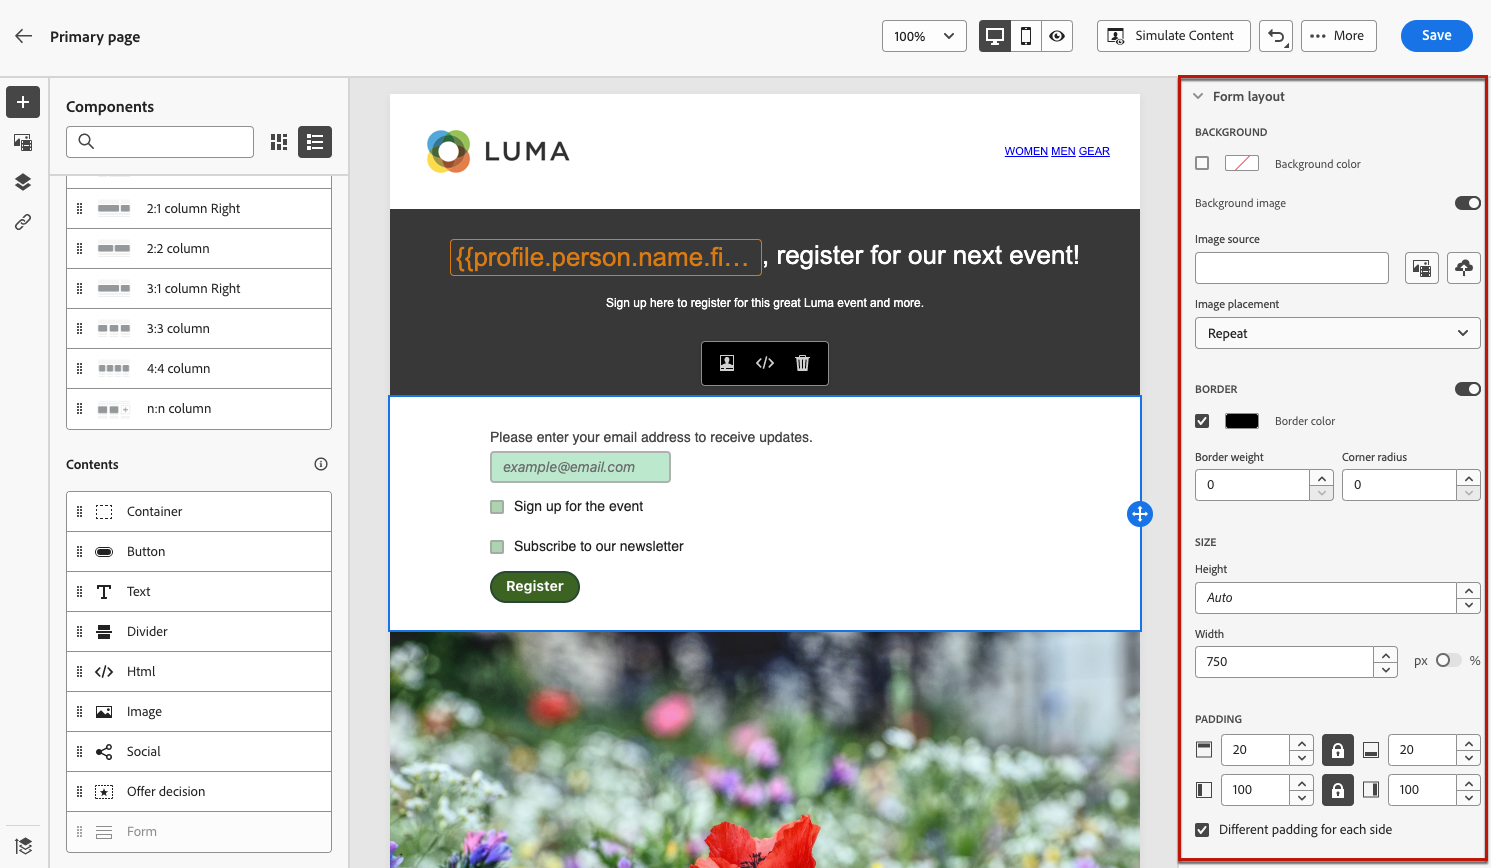 Primary page
100%
Simulate Content
More
Save
Components
2:1 column Right
2:2 column
3:1 column Right
3:3 column
4:4 column
n:n column
Contents
Container
Button
Text
Divider
Html
Image
Social
Offer decision
Form
LUMA
WOMEN MEN GEAR
{{profile.person.name.fi... , register for our next event!
Sign up here to register for this great Luma event and more.
Please enter your email address to receive updates.
example@email.com
Sign up for the event
Subscribe to our newsletter
Register
Form layout
BACKGROUND
Background color
Background image
Image source
Image placement
Repeat
BORDER
Border color
Border weight Corner radius
0 0
SIZE
Height
Auto
Width
750 px %
PADDING
20 20
100 100
Different padding for each side